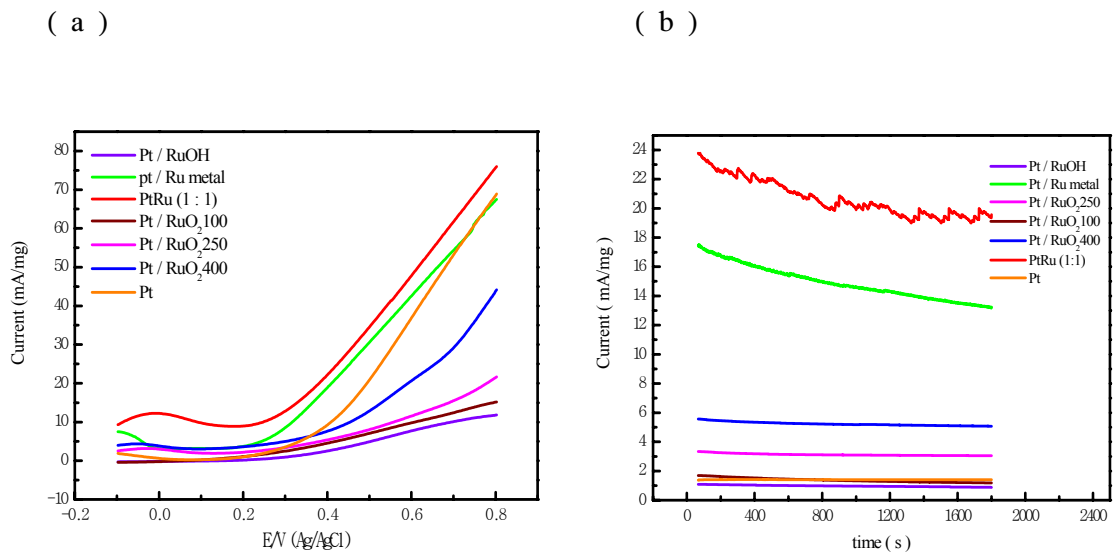 ( a )
( b )
Current (mA/mg)
80
70
60
50
40
30
20
10
0
-10
Pt / RuOH
pt / Ru metal
PtRu (1 : 1)
Pt / RuO2100
Pt / RuO2250
Pt / RuO2400
Pt
-0.2 0.0 0.2 0.4 0.6 0.8
E/V (Ag/AgCl)
Current ( mA/mg )
24
22
20
18
16
14
12
10
8
6
4
2
0
Pt / RuOH
Pt / Ru metal
Pt / RuO2250
Pt / RuO2100
Pt / RuO2400
PtRu (1:1)
Pt
0 400 800 1200 1600 2000 2400
time ( s )